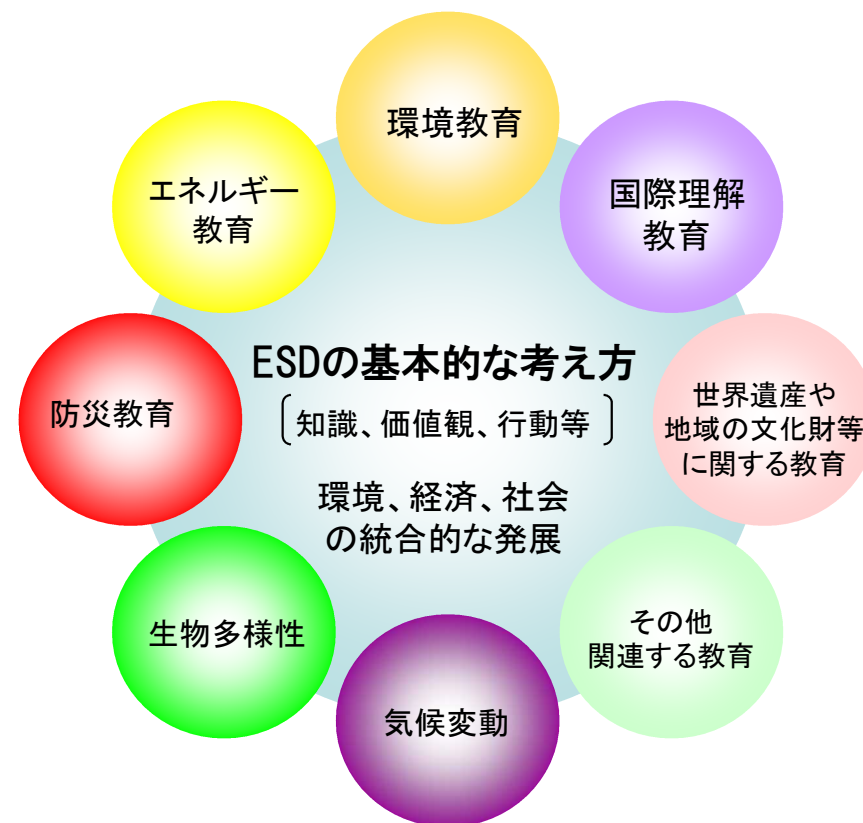 環境教育
国際理解
教育
世界遺産や
地域の文化財等
に関する教育
その他
関連する教育
気候変動
生物多様性
防災教育
エネルギー
教育
ESDの基本的な考え方
〔知識、価値観、行動等〕
環境、経済、社会
の統合的な発展